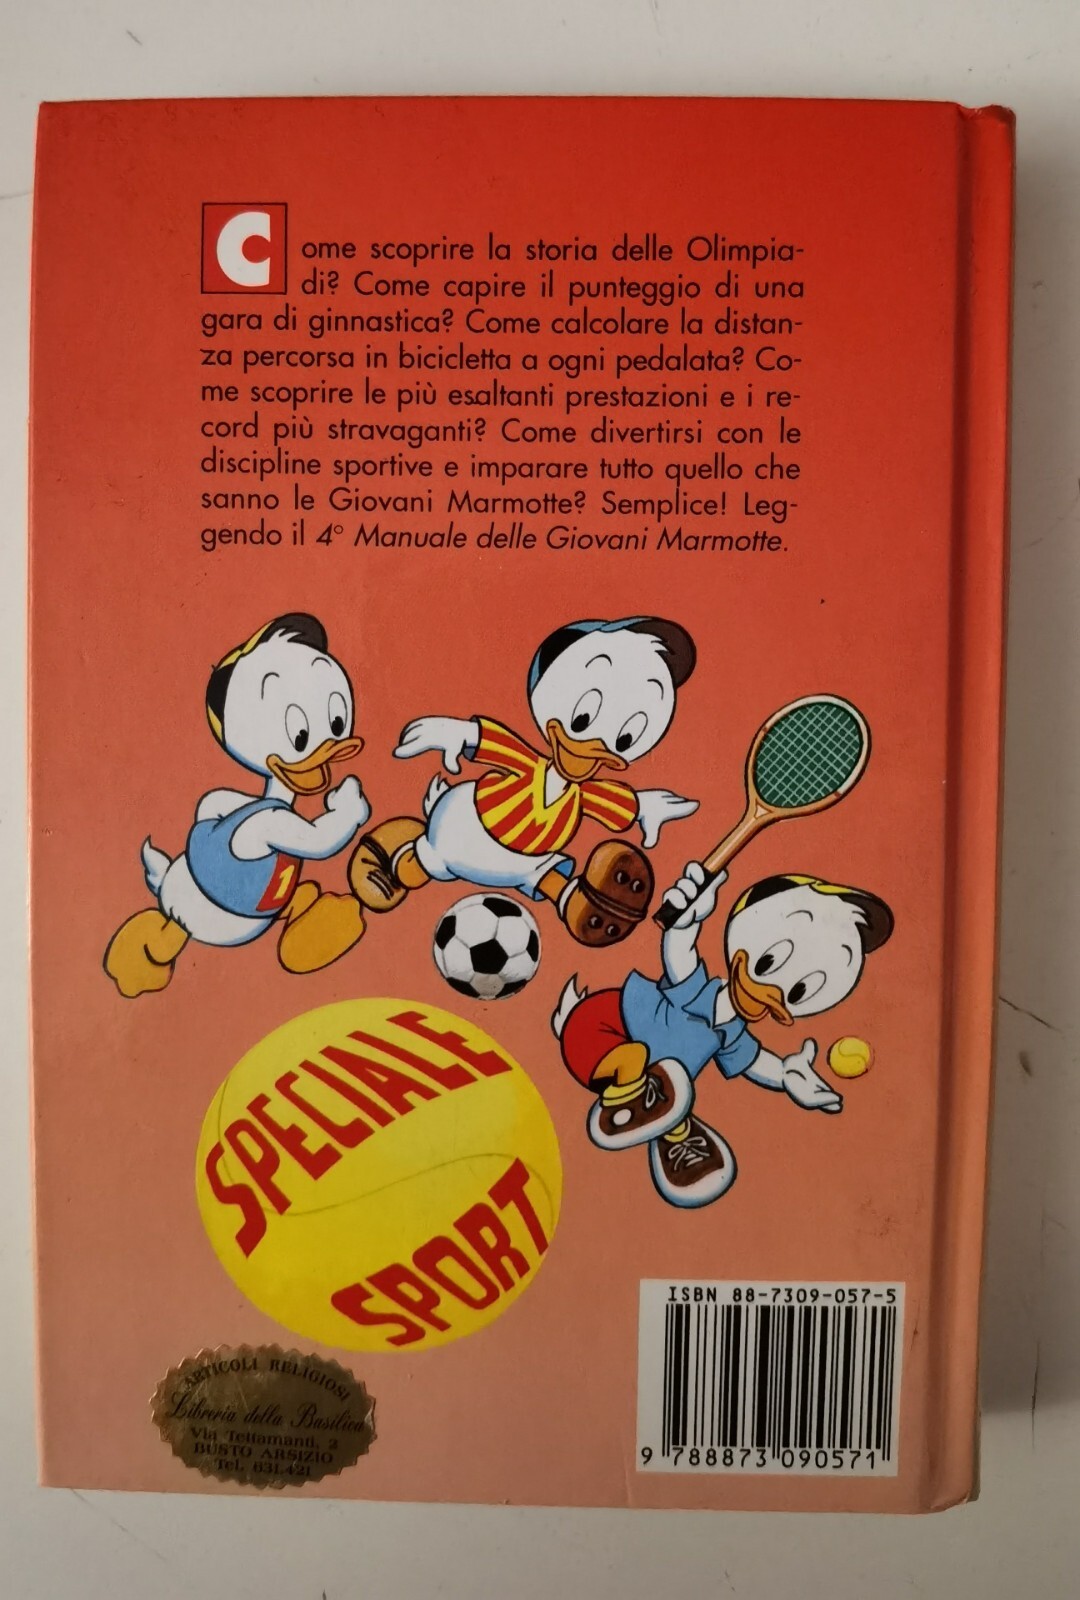 Come scoprire la storia delle Olimpia-
di? Come capire il punteggio di una
gara di ginnastica? Come calcolare la distan-
za percorsa in bicicletta a ogni pedalata? Co-
me scoprire le più esaltanti prestazioni e i re-
cord più stravaganti? Come divertirsi con le
discipline sportive e imparare tutto quello che
sanno le Giovani Marmotte? Semplice! Leg-
gendo il 4° Manuale delle Giovani Marmotte.
1
SPECIALE
SPORT
ISBN 88-7309-057-5
9 788873 090571
ARTICOLI RELIGIOSI
Libreria della Basilica
Via Tettamanti, 2
BUSTO ARSIZIO
Tel. 631.421